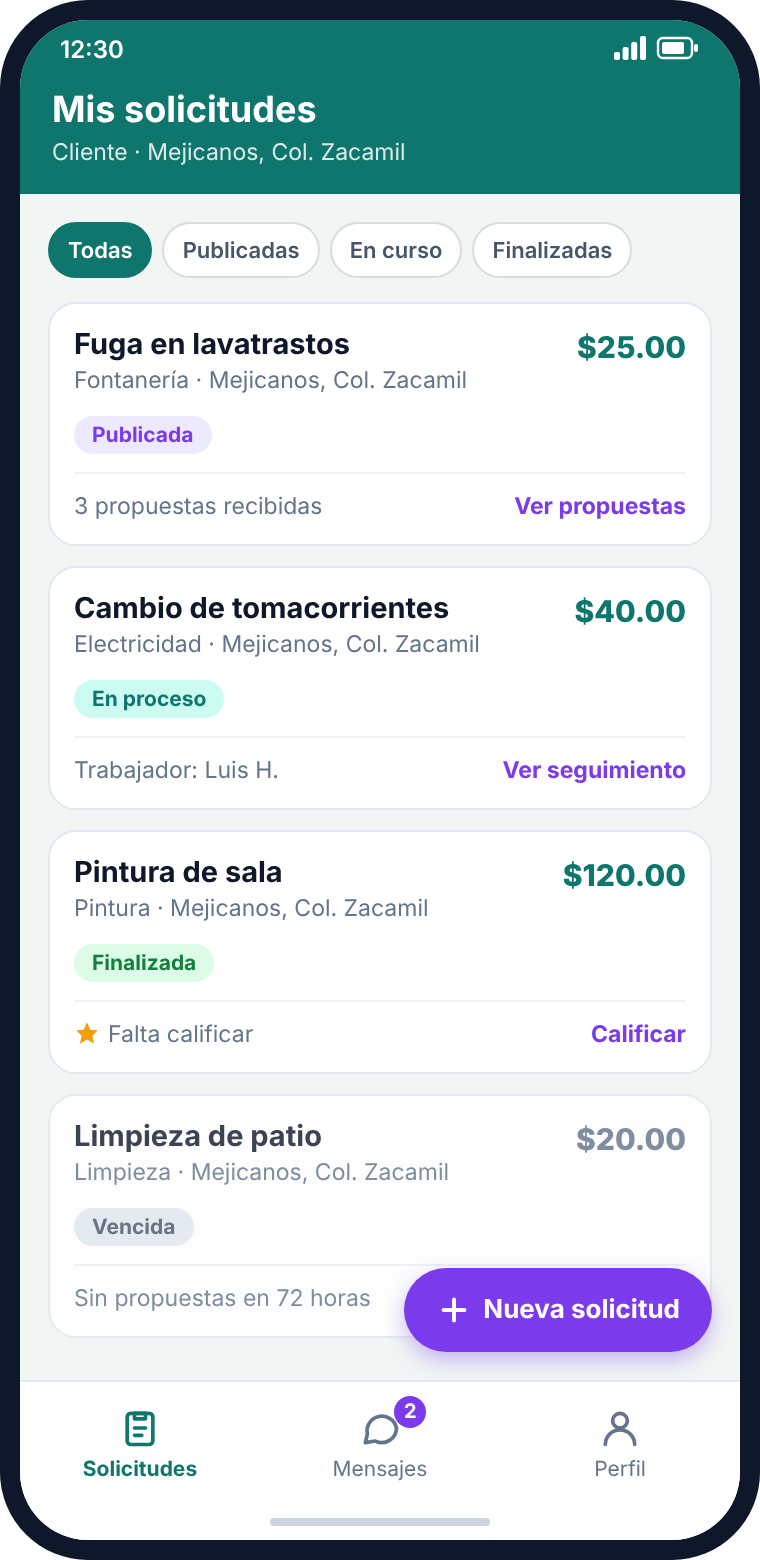 12:30
Mis solicitudes
Cliente · Mejicanos, Col. Zacamil
Todas
Publicadas
En curso
Finalizadas
Fuga en lavatrastos
$25.00
Fontanería · Mejicanos, Col. Zacamil
Publicada
3 propuestas recibidas
Ver propuestas
Cambio de tomacorrientes
$40.00
Electricidad · Mejicanos, Col. Zacamil
En proceso
Trabajador: Luis H.
Ver seguimiento
Pintura de sala
$120.00
Pintura · Mejicanos, Col. Zacamil
Finalizada
Falta calificar
Calificar
Limpieza de patio
$20.00
Limpieza · Mejicanos, Col. Zacamil
Vencida
Sin propuestas en 72 horas
+ Nueva solicitud
2
Solicitudes
Mensajes
Perfil